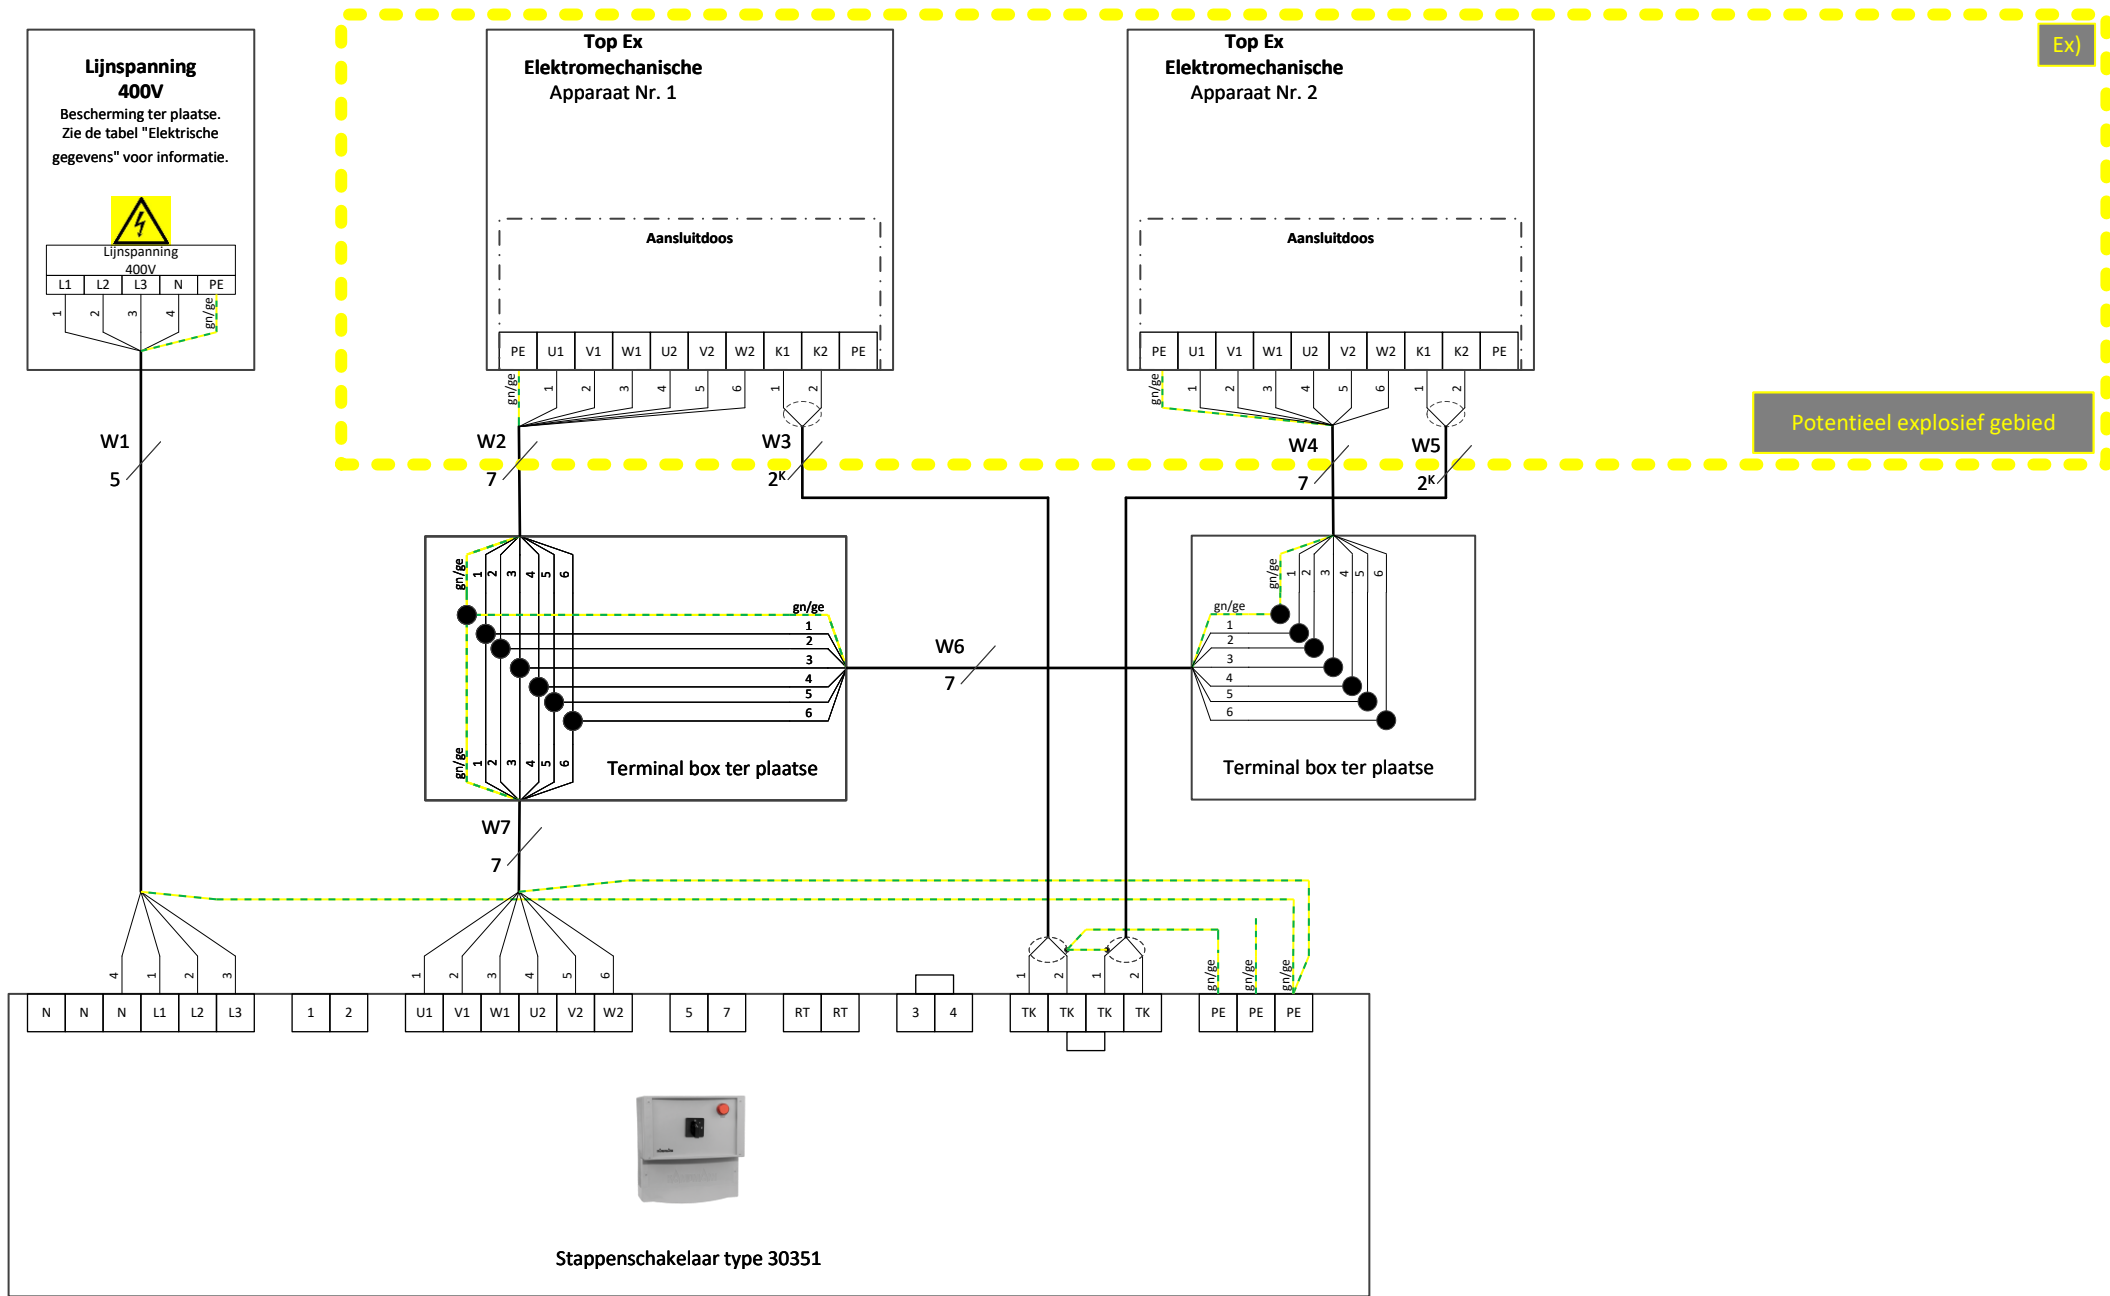 Lijnspanning
400V
Bescherming ter plaatse.
Zie de tabel "Elektrische
gegevens" voor informatie.
Lijnspanning
400V
L1 L2 L3 N PE
1 2 3 4 gn/ge
Top Ex
Elektromechanische
Apparaat Nr. 1
Aansluitdoos
PE U1 V1 W1 U2 V2 W2 K1 K2 PE
gn/ge 1 2 3 4 5 6 1 2
Top Ex
Elektromechanische
Apparaat Nr. 2
Aansluitdoos
PE U1 V1 W1 U2 V2 W2 K1 K2 PE
gn/ge 1 2 3 4 5 6 1 2
Ex)
Potentieel explosief gebied
W1
5
W2
7
W3
2K
W4
7
W5
2K
gn/ge 1 2 3 4 5 6
gn/ge
1
2
3
4
5
6
gn/ge 1 2 3 4 5 6
Terminal box ter plaatse
W6
7
gn/ge 1 2 3 4 5 6
gn/ge
1
2
3
4
5
6
Terminal box ter plaatse
W7
7
4 1 2 3
1 2 3 4 5 6
1 2 1 2
gn/ge gn/ge gn/ge
N N N L1 L2 L3
1 2
U1 V1 W1 U2 V2 W2
5 7
RT RT
3 4
TK TK TK TK
PE PE PE
Stappenschakelaar type 30351